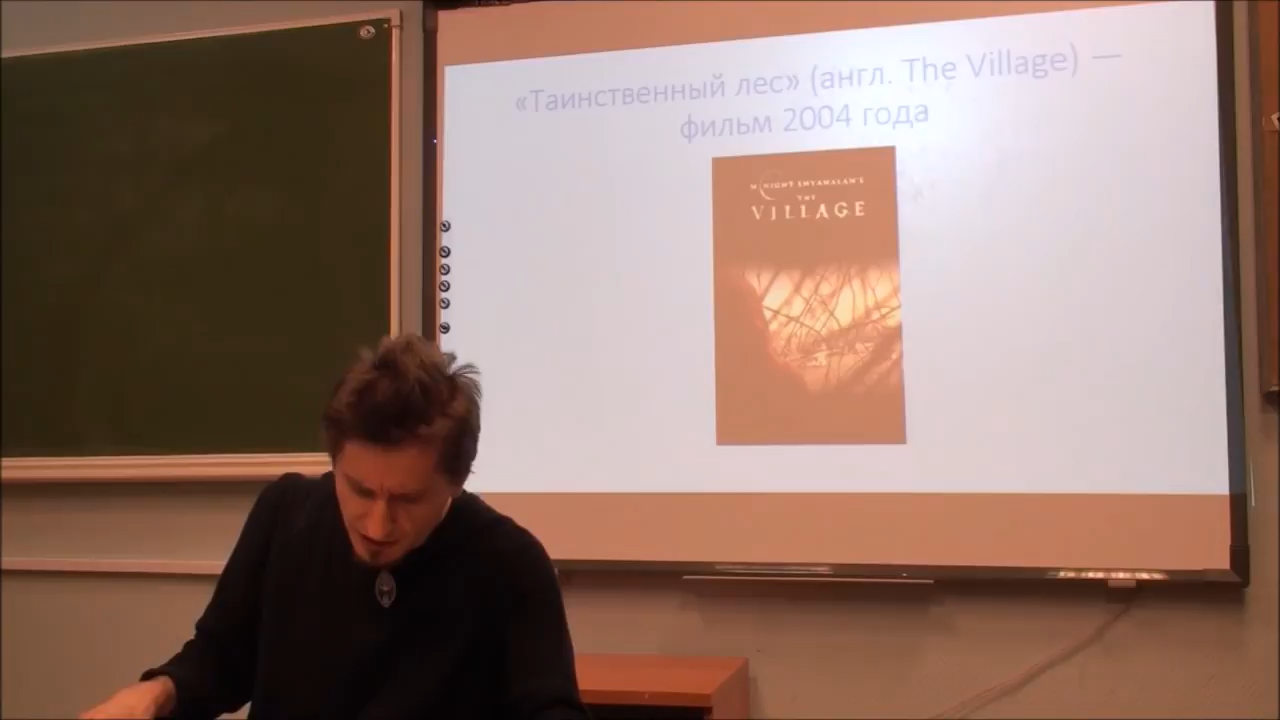 «Таинственный лес» (англ. The Village) —
фильм 2004 года
M. NIGHT SHYAMALAN'S
THE
VILLAGE